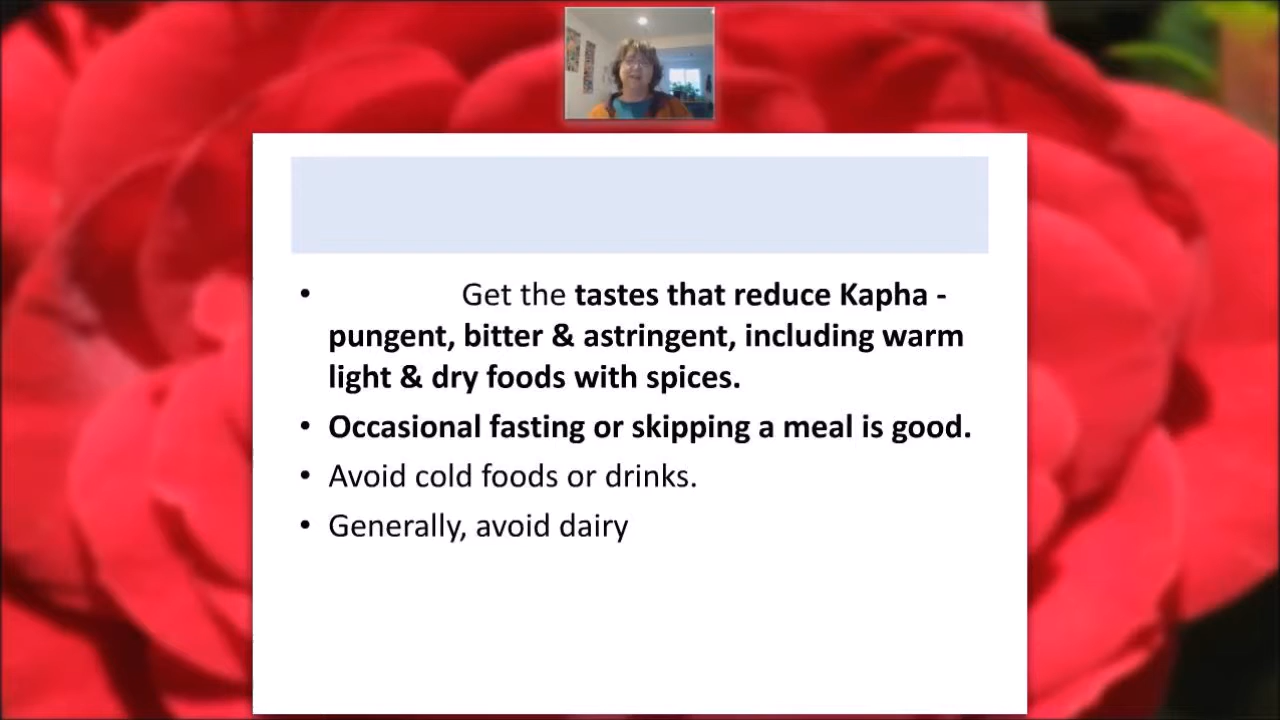 • Get the tastes that reduce Kapha -
pungent, bitter & astringent, including warm
light & dry foods with spices.
• Occasional fasting or skipping a meal is good.
• Avoid cold foods or drinks.
• Generally, avoid dairy